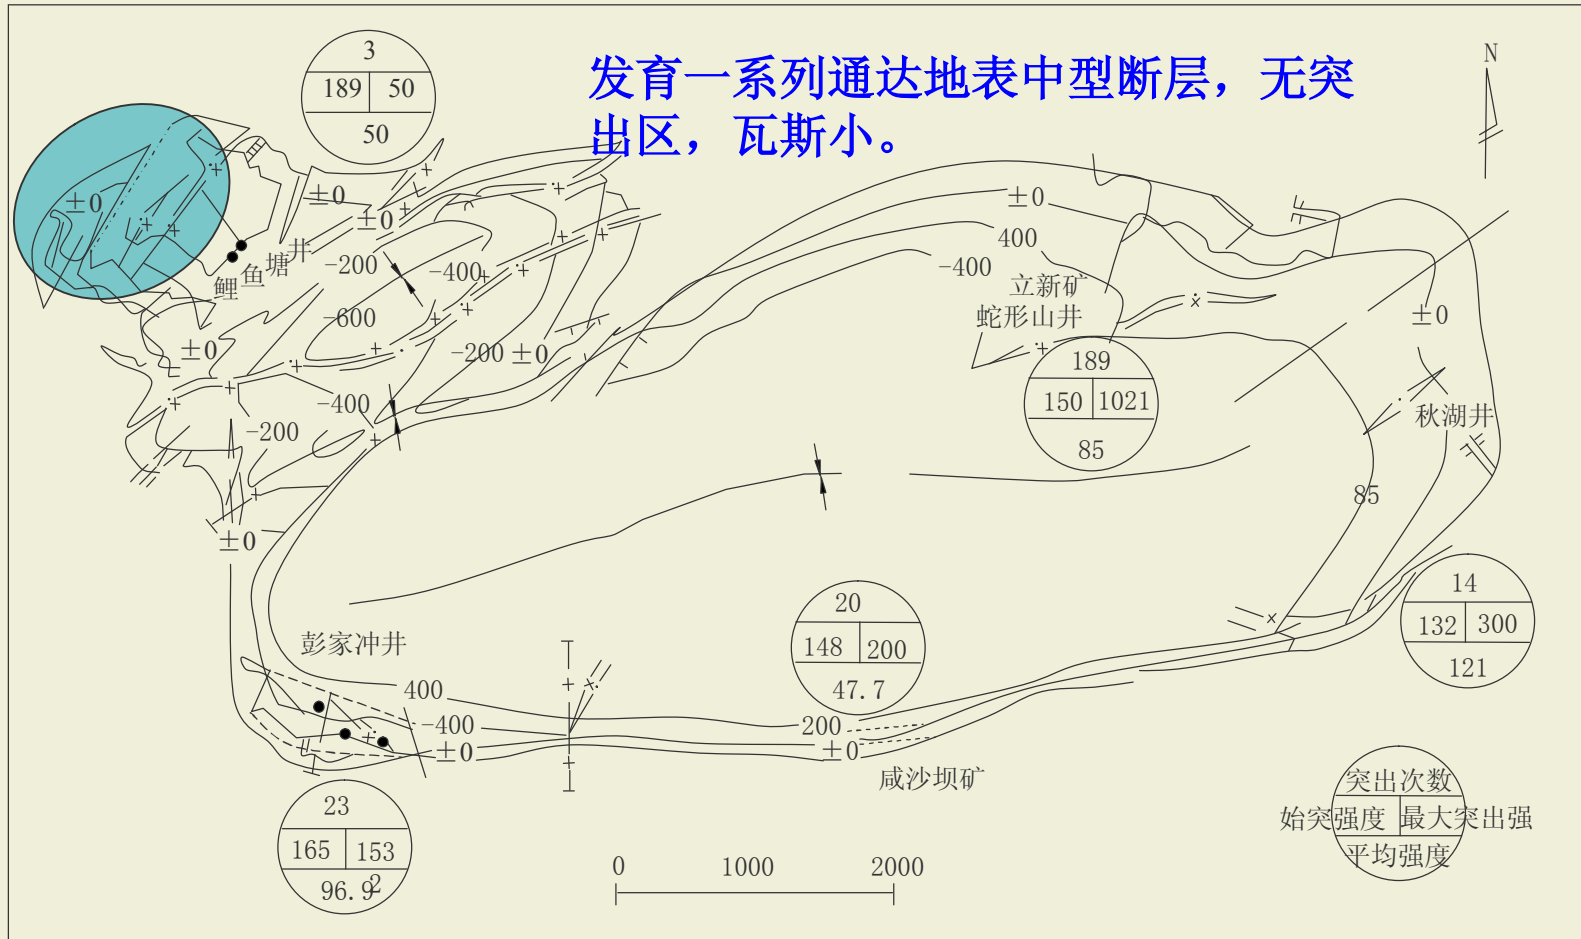 发育一系列通达地表中型断层，无突
出区，瓦斯小。
N
3
189 50
50
±0
±0
±0
鲤鱼塘井
-200
-400
-600
±0
-200
±0
-400
-200
±0
±0
400
-400
立新矿
蛇形山井
189
150 1021
85
±0
秋湖井
85
14
132 300
121
彭家冲井
400
-400
±0
20
148 200
47.7
200
±0
咸沙坝矿
23
165 1532
96.9
0 1000 2000
突出次数
始突强度 最大突出强
平均强度